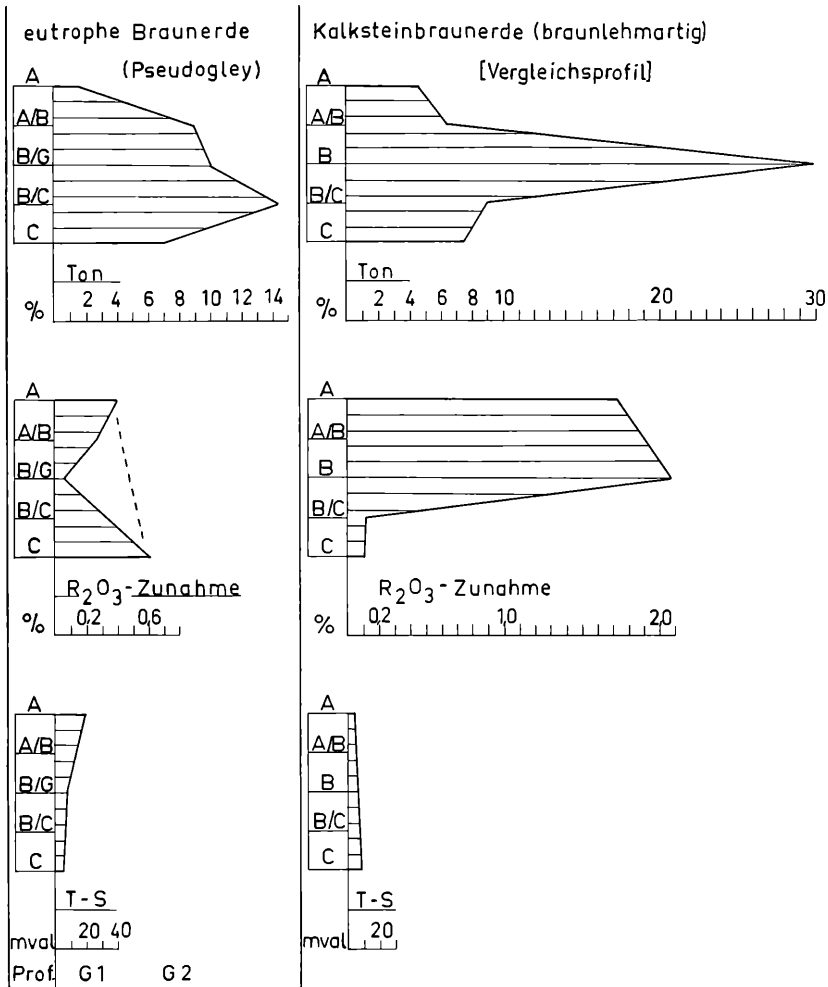 eutrophe Braunerde
(Pseudogley)
A
A/B
B/G
B/C
C
Ton
2 4 6 8 10 12 14
%
A
A/B
B/G
B/C
C
R₂O₃-Zunahme
0,2 0,6
%
A
A/B
B/G
B/C
C
T-S
20 40
mval
Prof. G1 G2
Kalksteinbraunerde (braunlehmartig)
[Vergleichsprofil]
A
A/B
B
B/C
C
Ton
2 4 6 8 10 20 30
%
A
A/B
B
B/C
C
R₂O₃-Zunahme
0,2 1,0 2,0
%
A
A/B
B
B/C
C
T-S
20
mval